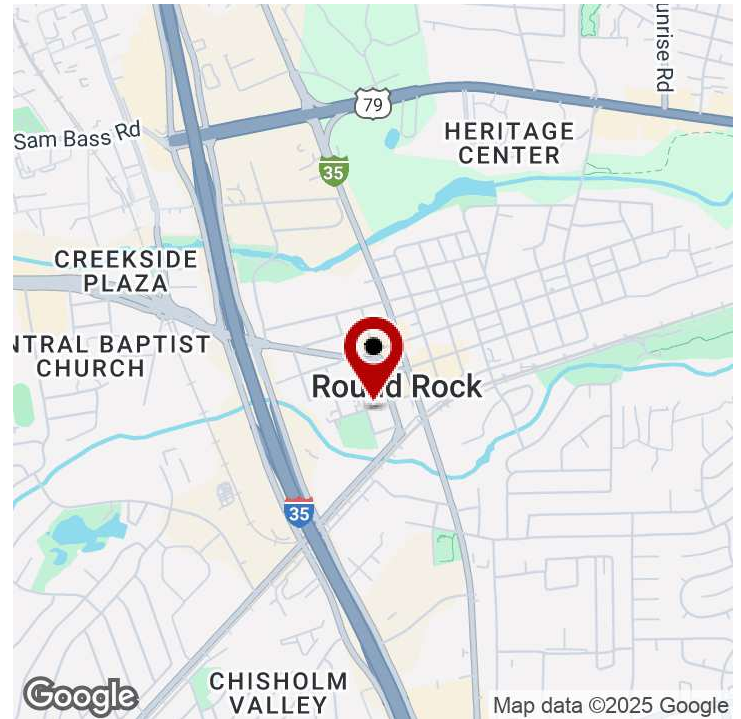 unrise Rd
79
Sam Bass Rd
HERITAGE
CENTER
35
CREEKSIDE
PLAZA
NTRAL BAPTIST
CHURCH
Round Rock
35
CHISHOLM
VALLEY
Google
Map data ©2025 Google